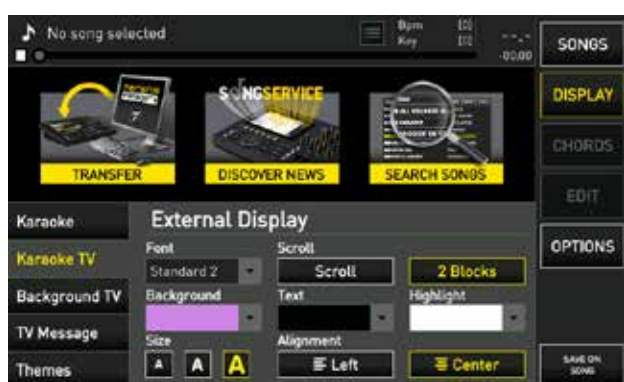 No song selected
Bpm [0]
Key [0]
--.-
-00:00
SONGS
SONGSERVICE
TRANSFER
DISCOVER NEWS
SEARCH SONGS
DISPLAY
CHORDS
EDIT
OPTIONS
SAVE ON
SONG
Karaoke
Karaoke TV
Background TV
TV Message
Themes
External Display
Font
Scroll
Standard 2
Scroll
2 Blocks
Background
Text
Highlight
Size
Alignment
A A A
Left
Center